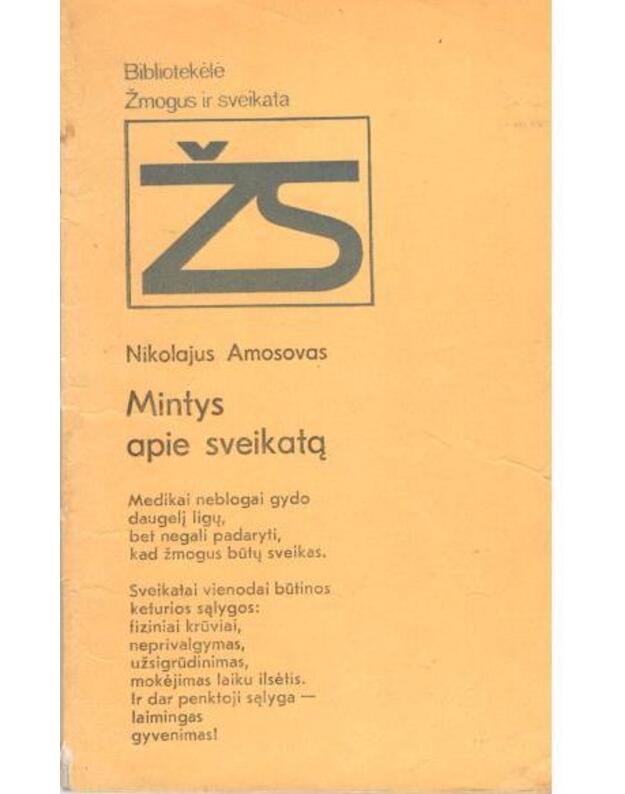 Bibliotekėlė
Žmogus ir sveikata
ŽS
Nikolajus Amosovas
Mintys
apie sveikatą
Medikai neblogai gydo
daugelį ligų,
bet negali padaryti,
kad žmogus būtų sveikas.
Sveikatai vienodai būtinos
keturios sąlygos:
fiziniai krūviai,
neprivalgymas,
užsigrūdinimas,
mokėjimas laiku ilsėtis.
Ir dar penktoji sąlyga —
laimingas
gyvenimas!